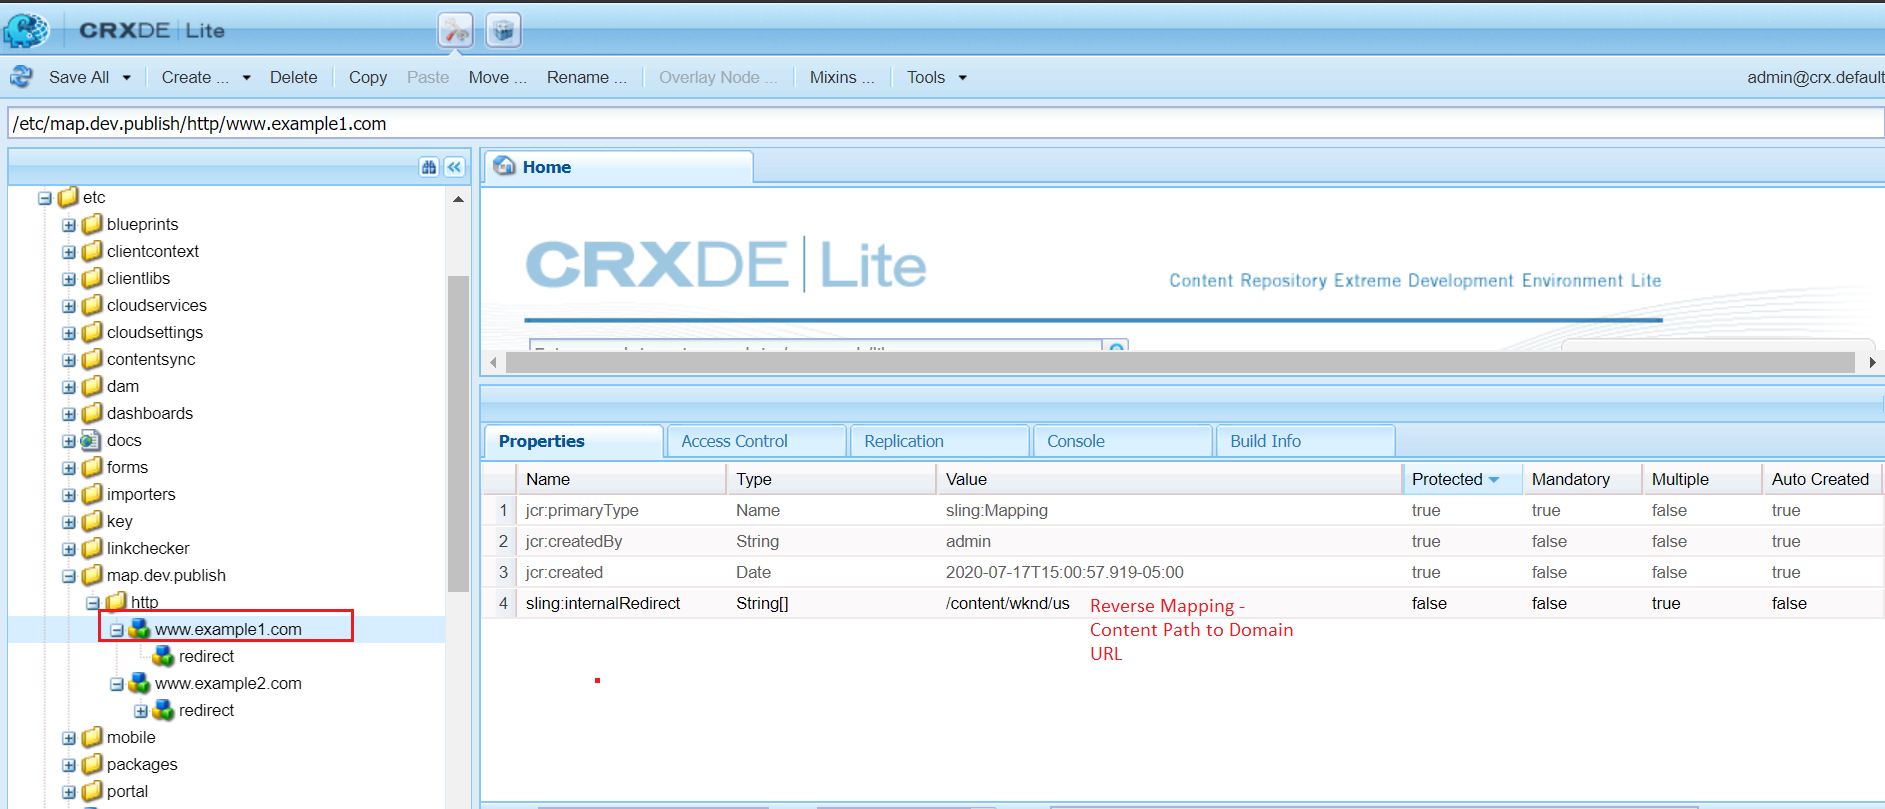 CRXDE Lite
Save All Create ... Delete Copy Paste Move ... Rename ... Overlay Node ... Mixins ... Tools admin@crx.default
/etc/map.dev.publish/http/www.example1.com
etc
blueprints
clientcontext
clientlibs
cloudservices
cloudsettings
contentsync
dam
dashboards
docs
forms
importers
key
linkchecker
map.dev.publish
http
www.example1.com
redirect
www.example2.com
redirect
mobile
packages
portal
Home
CRXDE Lite
Content Repository Extreme Development Environment Lite
Properties Access Control Replication Console Build Info
Name Type Value Protected Mandatory Multiple Auto Created
1 jcr:primaryType Name sling:Mapping true true false true
2 jcr:createdBy String admin true false false true
3 jcr:created Date 2020-07-17T15:00:57.919-05:00 true false false true
4 sling:internalRedirect String[] /content/wknd/us false false true false
Reverse Mapping -
Content Path to Domain
URL